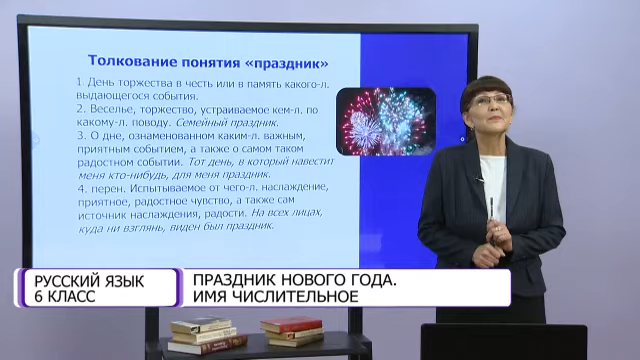 Толкование понятия «праздник»
1. День торжества в честь или в память какого-л.
выдающегося события.
2. Веселье, торжество, устраиваемое кем-л. по
какому-л. поводу. Семейный праздник.
3. О дне, ознаменованном каким-л. важным,
приятным событием, а также о самом таком
радостном событии. Тот день, в который навестит
меня кто-нибудь, для меня праздник.
4. перен. Испытываемое от чего-л. наслаждение,
приятное, радостное чувство, а также сам
источник наслаждения, радости. На всех лицах,
куда ни взглянь, виден был праздник.
РУССКИЙ ЯЗЫК
6 КЛАСС
ПРАЗДНИК НОВОГО ГОДА.
ИМЯ ЧИСЛИТЕЛЬНОЕ